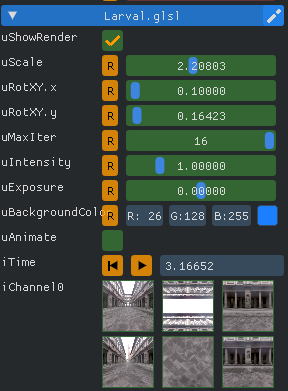 Larval.glsl
uShowRender
uScale R 2.20803
uRotXY.x R 0.10000
uRotXY.y R 0.16423
uMaxIter R 16
uIntensity R 1.00000
uExposure R 0.00000
uBackgroundColo R: 26 G:128 B:255
uAnimate
iTime 3.16652
iChannel0